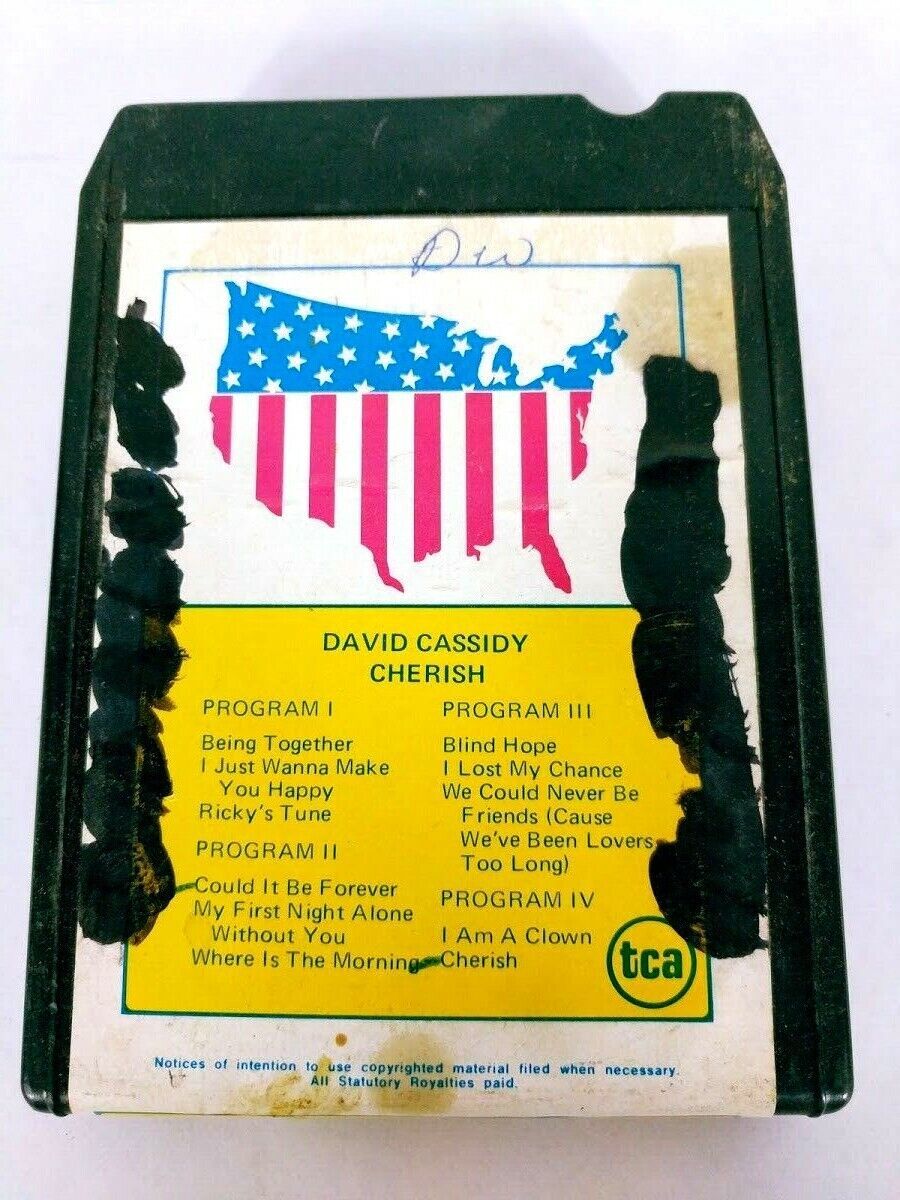 DW
DAVID CASSIDY
CHERISH
PROGRAM I
Being Together
I Just Wanna Make
You Happy
Ricky's Tune
PROGRAM II
Could It Be Forever
My First Night Alone
Without You
Where Is The Morning
PROGRAM III
Blind Hope
I Lost My Chance
We Could Never Be
Friends (Cause
We've Been Lovers
Too Long)
PROGRAM IV
I Am A Clown
Cherish
tca
Notices of intention to use copyrighted material filed when necessary.
All Statutory Royalties paid.